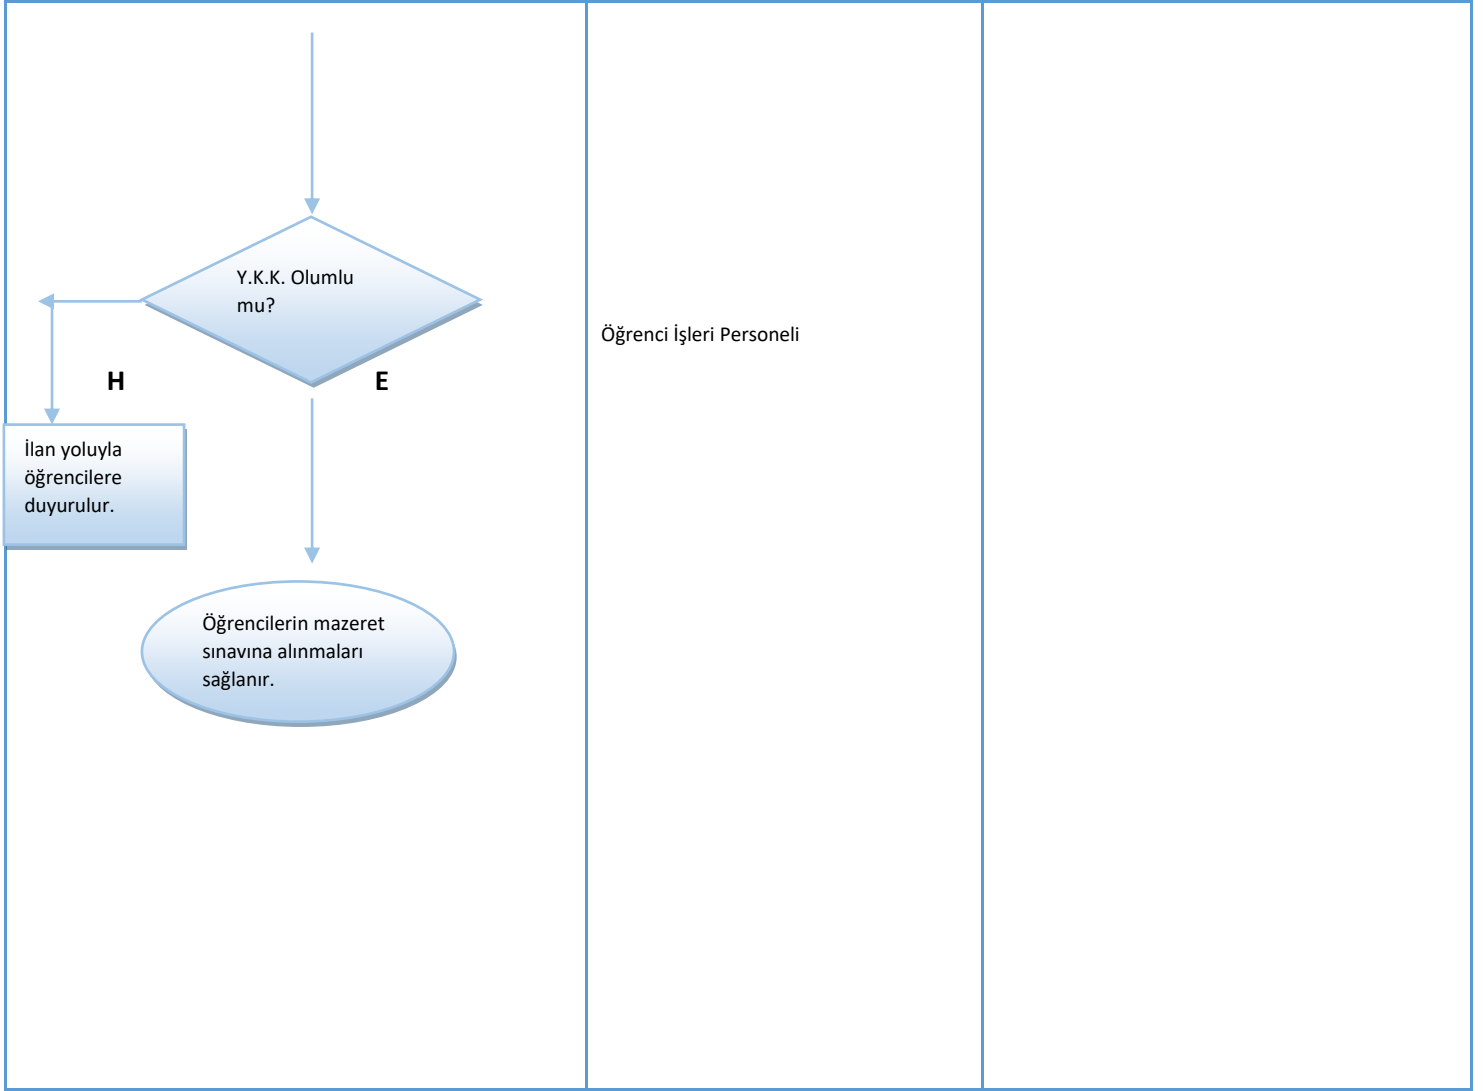 Y.K.K. Olumlu
mu?
Öğrenci İşleri Personeli
H
E
İlan yoluyla
öğrencilere
duyurulur.
Öğrencilerin mazeret
sınavına alınmaları
sağlanır.